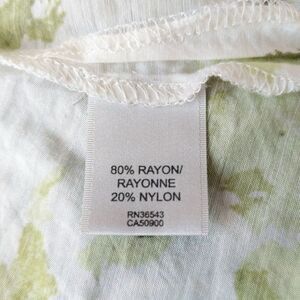 80% RAYON/
RAYONNE
20% NYLON
RN36543
CA50900